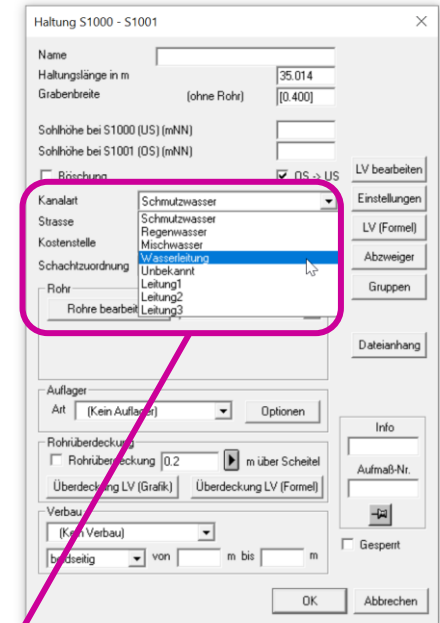 Haltung S1000 - S1001
Name
Haltungslänge in m 35.014
Grabenbreite (ohne Rohr) [0.400]
Sohlhöhe bei S1000 (US) (mNN)
Sohlhöhe bei S1001 (OS) (mNN)
Böschung OS -> US LV bearbeiten
Kanalart Schmutzwasser Einstellungen
Strasse Schmutzwasser LV (Formel)
Regenwasser
Kostenstelle Mischwasser
Wasserleitung Abzweiger
Schachtzuordnung Unbekannt
Rohr Leitung1 Gruppen
Leitung2
Rohre bearbeit Leitung3
Dateianhang
Auflager
Art (Kein Auflager) Optionen
Info
Rohrüberdeckung
Rohrüberdeckung 0.2 m über Scheitel
Aufmaß-Nr.
Überdeckung LV (Grafik) Überdeckung LV (Formel)
Verbau
(Kein Verbau)
Gesperrt
beidseitig von m bis m
OK Abbrechen